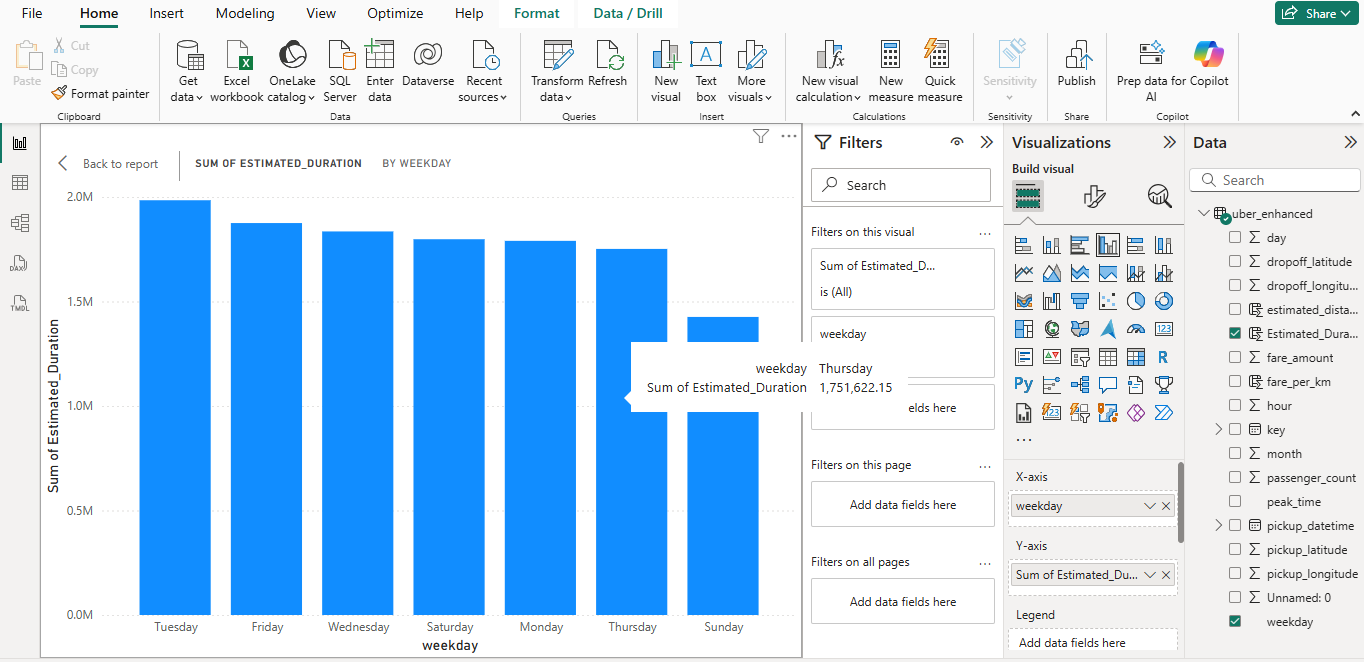 File Home Insert Modeling View Optimize Help Format Data / Drill Share
Paste
Cut
Copy
Format painter
Clipboard
Get data
Excel workbook
OneLake catalog
SQL Server
Enter data
Dataverse
Recent sources
Data
Transform data
Refresh
Queries
New visual
Text box
More visuals
Insert
New visual calculation
New measure
Quick measure
Calculations
Sensitivity
Sensitivity
Publish
Share
Prep data for AI
Copilot
Copilot
DAX
TMDL
Back to report
SUM OF ESTIMATED_DURATION
BY WEEKDAY
2.0M
1.5M
1.0M
0.5M
0.0M
Sum of Estimated_Duration
Tuesday Friday Wednesday Saturday Monday Thursday Sunday
weekday
weekday Thursday
Sum of Estimated_Duration 1,751,622.15
Filters
Search
Filters on this visual ...
Sum of Estimated_D...
is (All)
weekday
elds here
Filters on this page ...
Add data fields here
Filters on all pages ...
Add data fields here
Visualizations
Build visual
123
R
Py
123
...
X-axis
weekday
Y-axis
Sum of Estimated_Du...
Legend
Add data fields here
Data
Search
uber_enhanced
day
dropoff_latitude
dropoff_longitu...
estimated_dista...
Estimated_Dura...
fare_amount
fare_per_km
hour
key
month
passenger_count
peak_time
pickup_datetime
pickup_latitude
pickup_longitude
Unnamed: 0
weekday